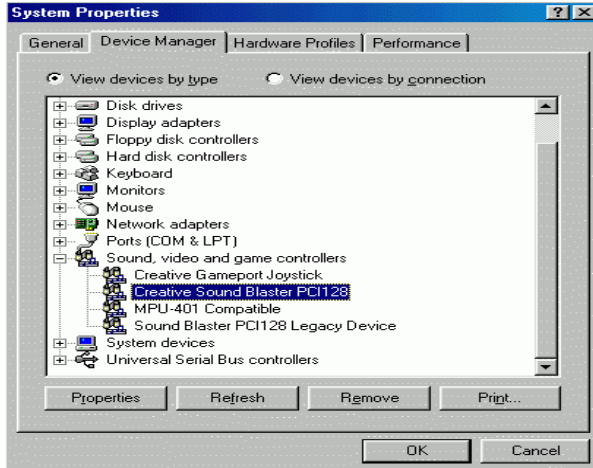 System Properties
General Device Manager Hardware Profiles Performance
View devices by type View devices by connection
Disk drives
Display adapters
Floppy disk controllers
Hard disk controllers
Keyboard
Monitors
Mouse
Network adapters
Ports (COM & LPT)
Sound, video and game controllers
Creative Gameport Joystick
Creative Sound Blaster PCI128
MPU-401 Compatible
Sound Blaster PCI128 Legacy Device
System devices
Universal Serial Bus controllers
Properties Refresh Remove Print...
OK Cancel